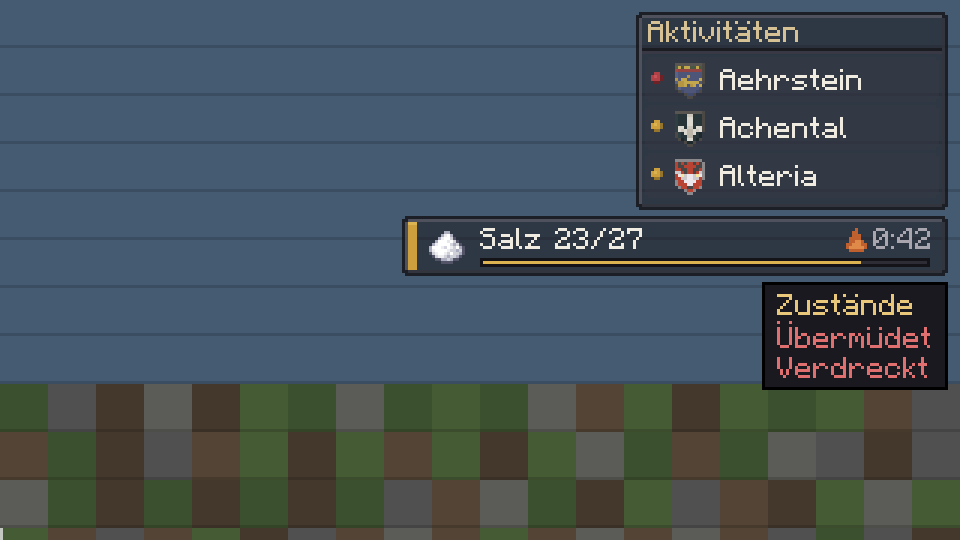 Aktivitäten
Aehrstein
Achental
Alteria
Salz 23/27
0:42
Zustände
Übermüdet
Verdreckt